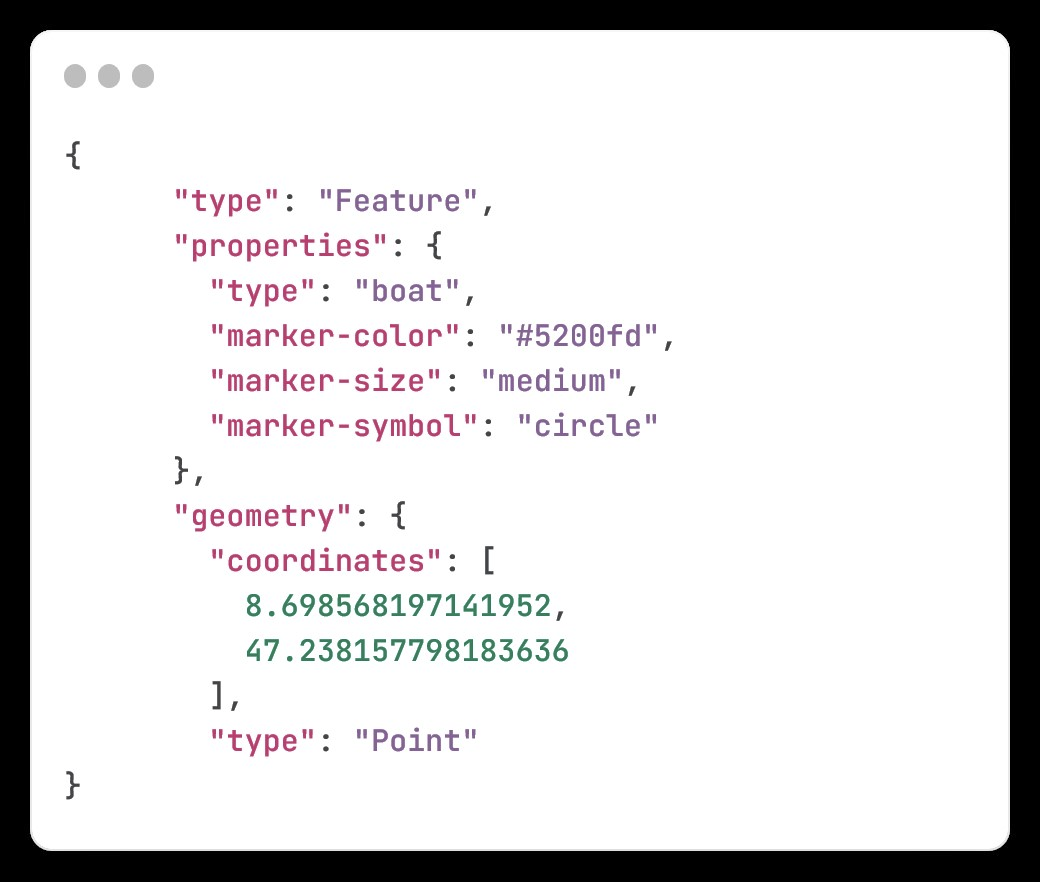 {
      "type": "Feature",
      "properties": {
        "type": "boat",
        "marker-color": "#5200fd",
        "marker-size": "medium",
        "marker-symbol": "circle"
      },
      "geometry": {
        "coordinates": [
          8.698568197141952,
          47.238157798183636
        ],
        "type": "Point"
}